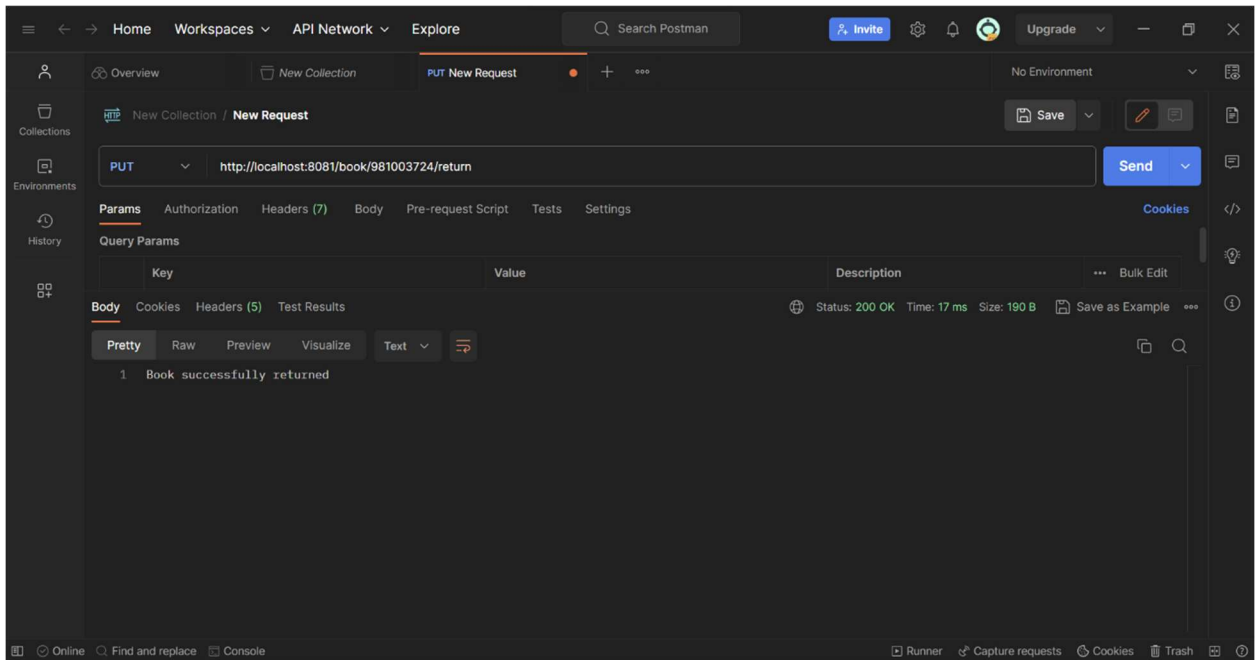 Home Workspaces API Network Explore Search Postman Invite Upgrade
Overview New Collection PUT New Request No Environment
HTTP New Collection / New Request Save
Collections
PUT http://localhost:8081/book/981003724/return Send
Environments
Params Authorization Headers (7) Body Pre-request Script Tests Settings Cookies
History
Query Params
Key Value Description Bulk Edit
Body Cookies Headers (5) Test Results Status: 200 OK Time: 17 ms Size: 190 B Save as Example
Pretty Raw Preview Visualize Text
1 Book successfully returned
Online Find and replace Console Runner Capture requests Cookies Trash